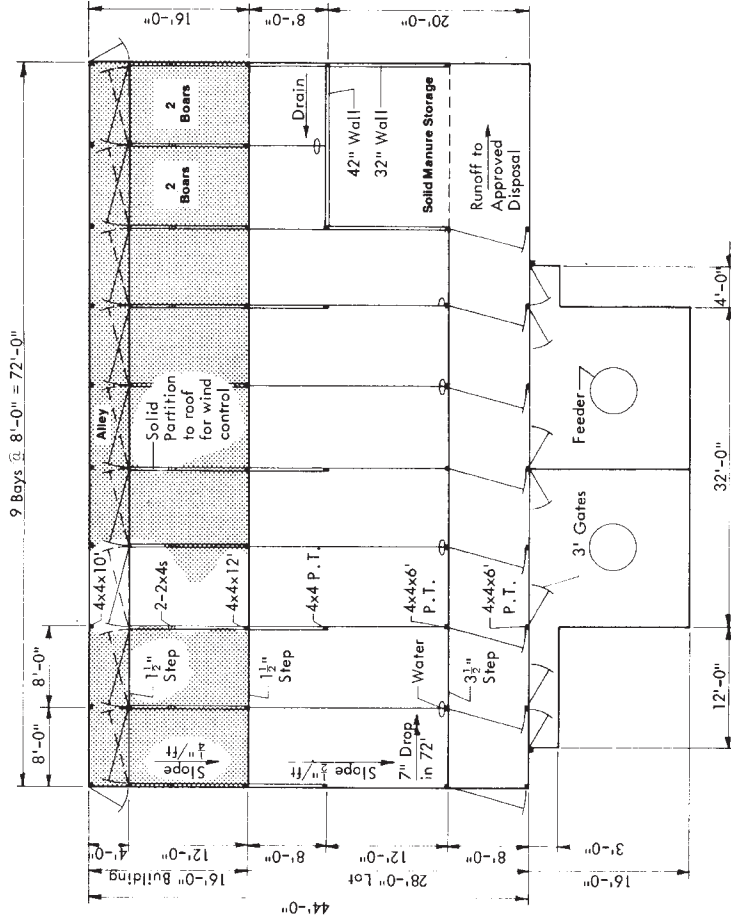 9 Bays @ 8'-0" = 72'-0"
8'-0"
8'-0"
16'-0"
8'-0"
20'-0"
4'-0"
12'-0"
16'-0" Building
8'-0"
12'-0"
28'-0" Lot
8'-0"
44'-0"
3'-0"
16'-0"
Alley
4x4x10'
1½" Step
2-2x4s
4x4x12'
Slope ¼"/ft
Solid
Partition
to roof
for wind
control
2
Boars
2
Boars
1½"
Step
4x4 P.T.
Drain
42" Wall
32" Wall
Solid Manure Storage
Slope ½"/ft
Water
4x4x6'
P.T.
7" Drop
in 72'
3½"
Step
4x4x6'
P.T.
Runoff to
Approved
Disposal
3' Gates
Feeder
12'-0"
32'-0"
4'-0"